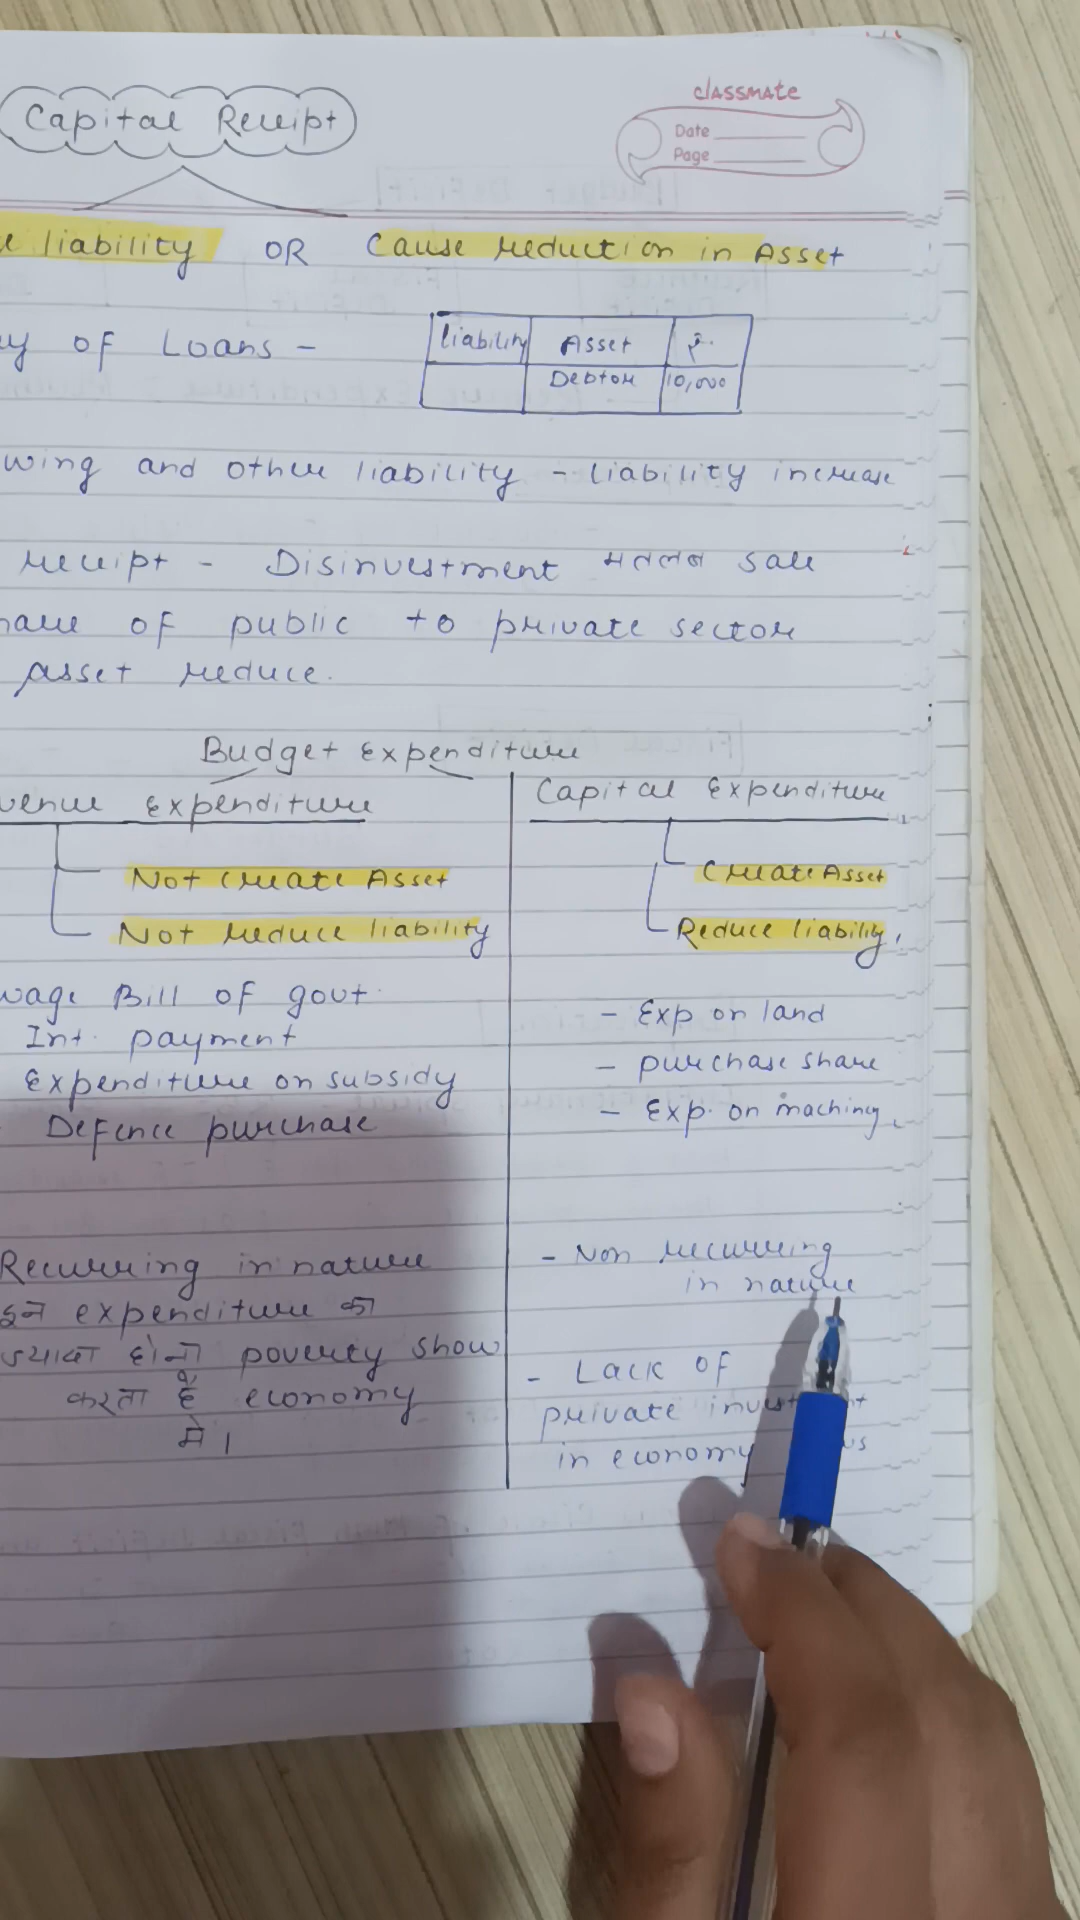 Capital Receipt
classmate
Date
Page
liability OR Cause reduction in Asset
of Loans -
liability Asset ₹.
Debtor 10,000
wing and other liability - liability increase
receipt - Disinvestment मतलब sale
of public to private sector
Asset reduce.
Budget Expenditure
venue Expenditure
Capital Expenditure
Not create Asset
Create Asset
Not reduce liability
Reduce liability,
wage Bill of govt.
Int. payment
Expenditure on subsidy
Defence purchase
- Exp on land
- purchase share
- Exp. on maching,
Recurring in nature
इन expenditure का
ज्यादा होना poverty show
करता है economy
मे।
- Non recurring
in nature
- Lack of
private
in economy